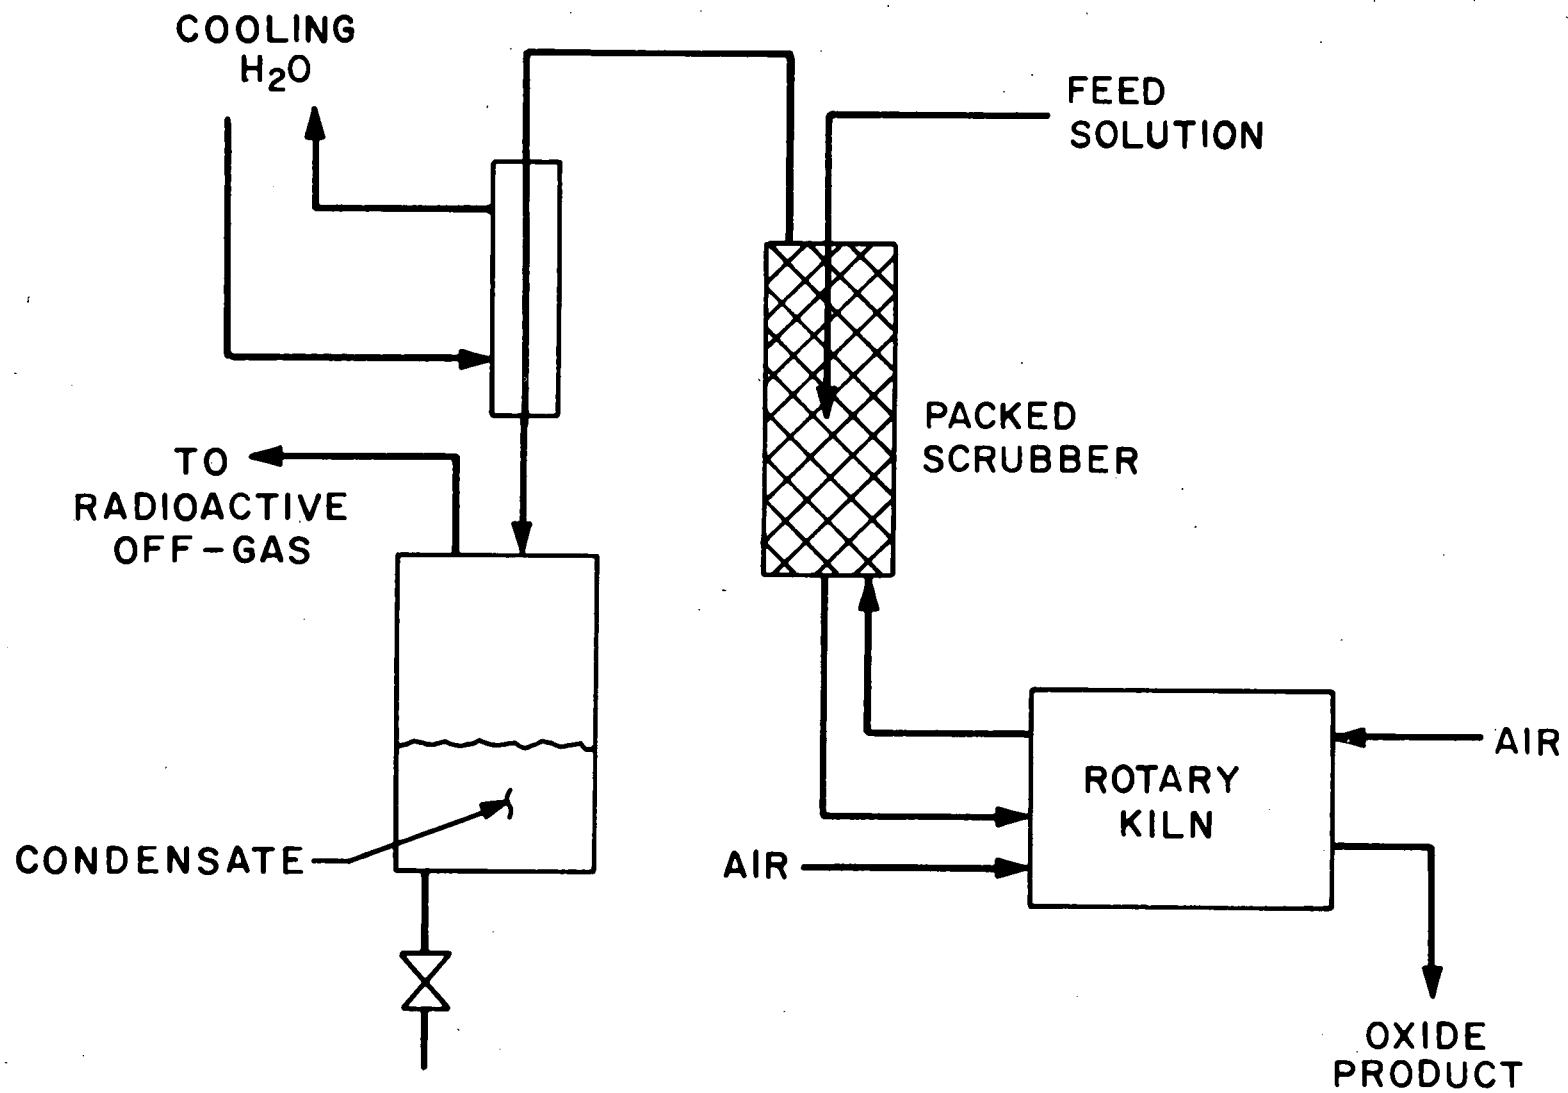 COOLING
H2O
FEED
SOLUTION
PACKED
SCRUBBER
TO
RADIOACTIVE
OFF-GAS
AIR
ROTARY
KILN
CONDENSATE
AIR
OXIDE
PRODUCT